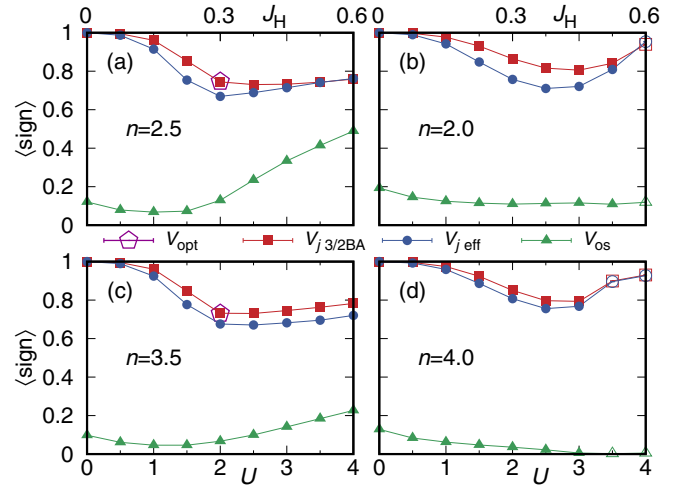 0 0.3 J_H 0.6 0 0.3 J_H 0.6
1 (a) (b)
0.8
⟨sign⟩ 0.6
0.4 n=2.5 n=2.0
0.2
0
V_opt V_j 3/2BA V_j eff V_os
1 (c) (d)
0.8
⟨sign⟩ 0.6
0.4 n=3.5 n=4.0
0.2
0
0 1 2 3 4 0 1 2 3 4
U U